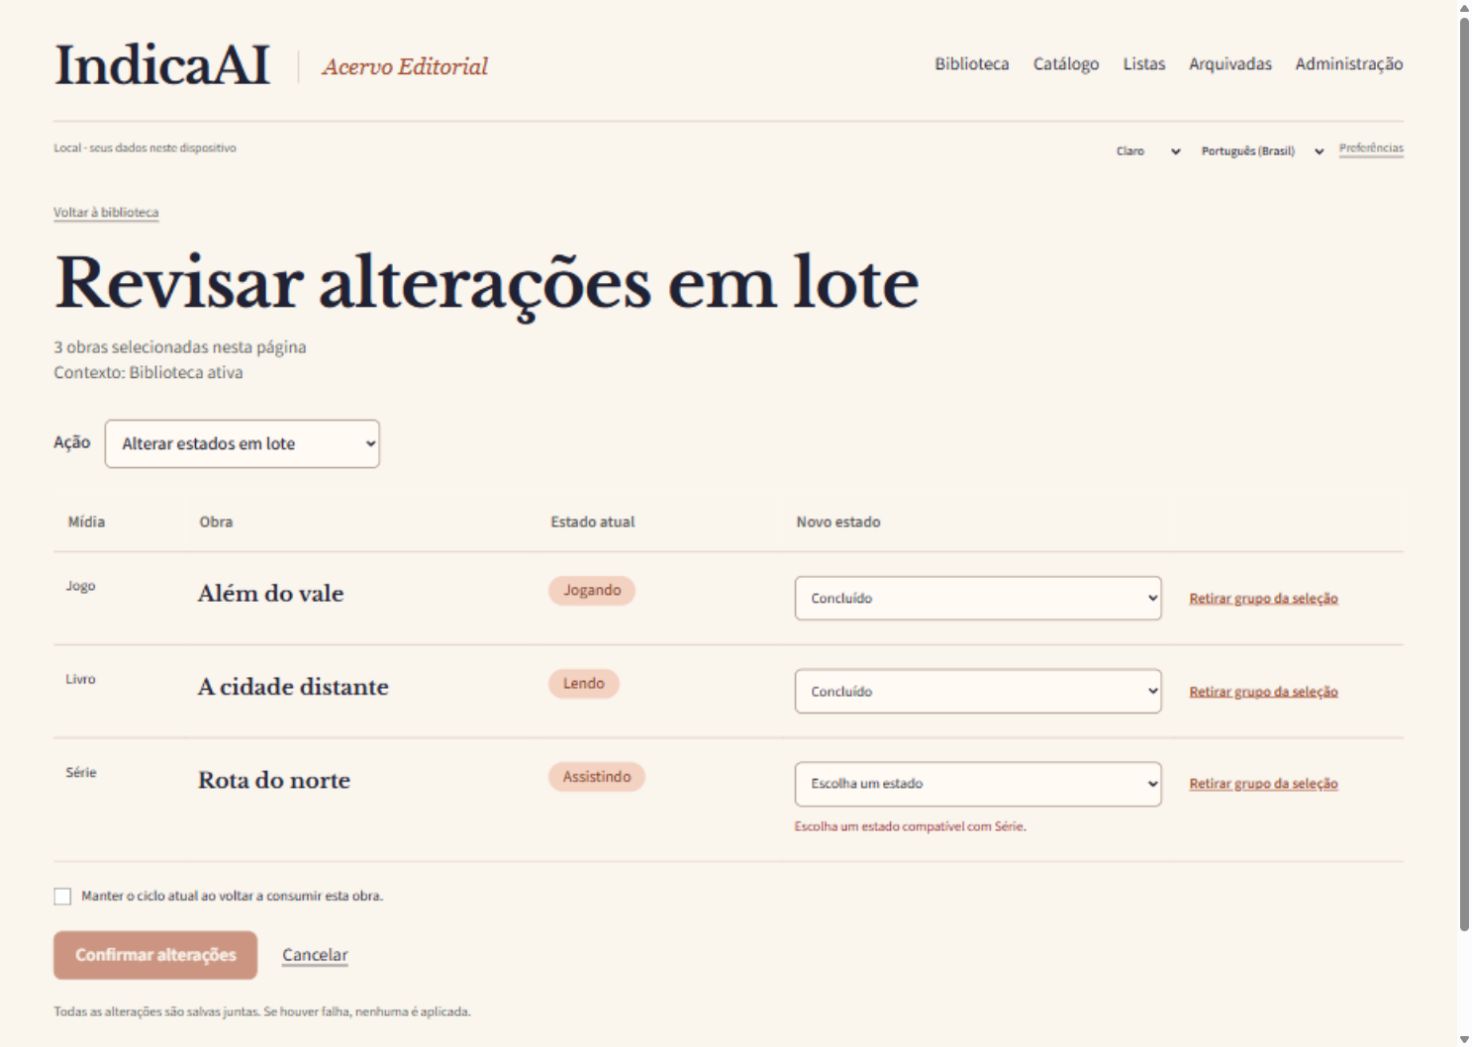 IndicaAI Acervo Editorial Biblioteca Catálogo Listas Arquivadas Administração
Local · seus dados neste dispositivo Claro Português (Brasil) Preferências
Voltar à biblioteca
Revisar alterações em lote
3 obras selecionadas nesta página
Contexto: Biblioteca ativa
Ação Alterar estados em lote
Mídia Obra Estado atual Novo estado
Jogo Além do vale Jogando Concluído Retirar grupo da seleção
Livro A cidade distante Lendo Concluído Retirar grupo da seleção
Série Rota do norte Assistindo Escolha um estado Retirar grupo da seleção
Escolha um estado compatível com Série.
Manter o ciclo atual ao voltar a consumir esta obra.
Confirmar alterações Cancelar
Todas as alterações são salvas juntas. Se houver falha, nenhuma é aplicada.